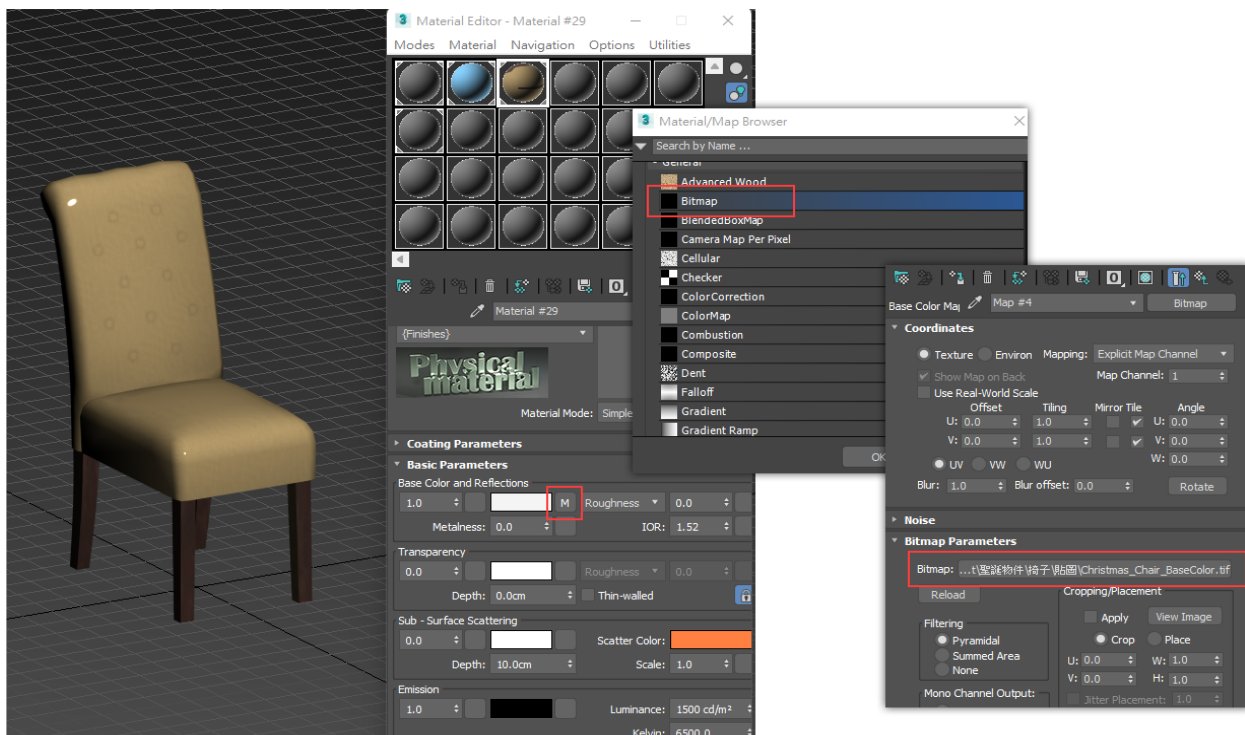 Material Editor - Material #29
Modes Material Navigation Options Utilities
Material #29
{Finishes}
Physical material
Material Mode: Simple
Coating Parameters
Basic Parameters
Base Color and Reflections
1.0 M Roughness 0.0
Metalness: 0.0 IOR: 1.52
Transparency
0.0 Roughness 0.0
Depth: 0.0cm Thin-walled
Sub - Surface Scattering
0.0 Scatter Color:
Depth: 10.0cm Scale: 1.0
Emission
1.0 Luminance: 1500 cd/m²
Kelvin: 6500.0
Material/Map Browser
Search by Name ...
General
Advanced Wood
Bitmap
BlendedBoxMap
Camera Map Per Pixel
Cellular
Checker
ColorCorrection
ColorMap
Combustion
Composite
Dent
Falloff
Gradient
Gradient Ramp
OK
Base Color Map Map #4 Bitmap
Coordinates
Texture Environ Mapping: Explicit Map Channel
Show Map on Back Map Channel: 1
Use Real-World Scale
Offset Tiling Mirror Tile Angle
U: 0.0 1.0 U: 0.0
V: 0.0 1.0 V: 0.0
UV VW WU W: 0.0
Blur: 1.0 Blur offset: 0.0 Rotate
Noise
Bitmap Parameters
Bitmap: ...t\聖誕物件\椅子\貼圖\Christmas_Chair_BaseColor.tif
Reload Cropping/Placement
Apply View Image
Filtering
Pyramidal Crop Place
Summed Area U: 0.0 W: 1.0
None V: 0.0 H: 1.0
Mono Channel Output: Jitter Placement: 1.0